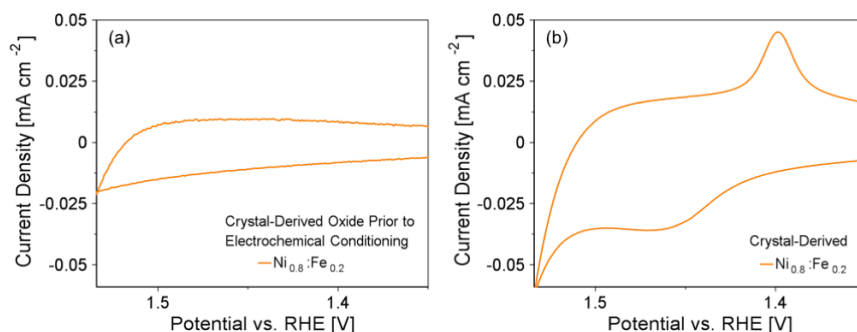 (a)
Current Density [mA cm⁻²]
0.05
0.025
0
-0.025
-0.05
Crystal-Derived Oxide Prior to
Electrochemical Conditioning
Ni₀.₈:Fe₀.₂
1.5
1.4
Potential vs. RHE [V]
(b)
Current Density [mA cm⁻²]
0.05
0.025
0
-0.025
-0.05
Crystal-Derived
Ni₀.₈:Fe₀.₂
1.5
1.4
Potential vs. RHE [V]